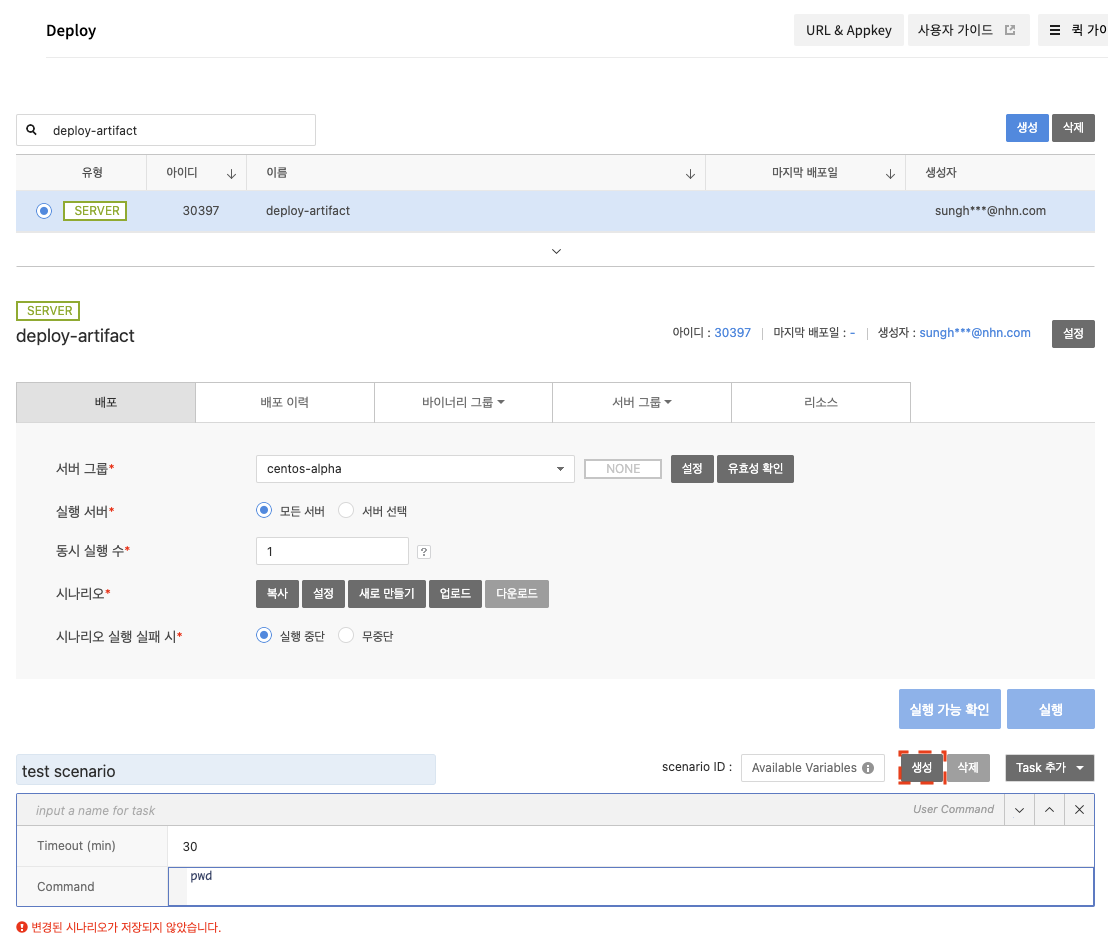 Deploy
URL & Appkey
사용자 가이드
퀵 가이
deploy-artifact
생성
삭제
유형
아이디
이름
마지막 배포일
생성자
SERVER
30397
deploy-artifact
sungh***@nhn.com
SERVER
deploy-artifact
아이디 : 30397
마지막 배포일 : -
생성자 : sungh***@nhn.com
설정
배포
배포 이력
바이너리 그룹
서버 그룹
리소스
서버 그룹*
centos-alpha
NONE
설정
유효성 확인
실행 서버*
모든 서버
서버 선택
동시 실행 수*
1
?
시나리오*
복사
설정
새로 만들기
업로드
다운로드
시나리오 실행 실패 시*
실행 중단
무중단
실행 가능 확인
실행
test scenario
scenario ID :
Available Variables
생성
삭제
Task 추가
input a name for task
User Command
Timeout (min)
30
Command
pwd
변경된 시나리오가 저장되지 않았습니다.